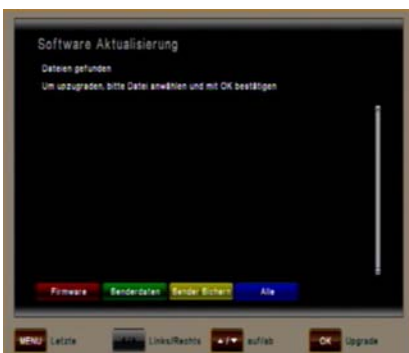 Software Aktualisierung
Dateien gefunden
Um upzugraden, bitte Datei anwählen und mit OK bestätigen
Firmware Senderdaten Sender Sichern Alle
MENU Letzte Links/Rechts ▲/▼ auf/ab OK Upgrade